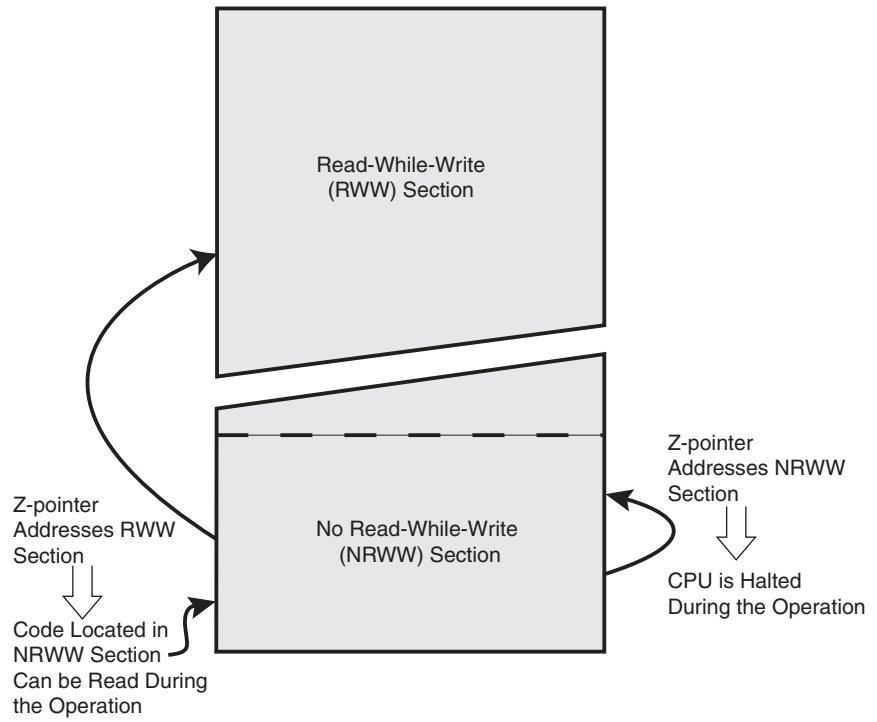 Read-While-Write
(RWW) Section
Z-pointer
Addresses NRWW
Section
Z-pointer
Addresses RWW
Section
No Read-While-Write
(NRWW) Section
CPU is Halted
During the Operation
Code Located in
NRWW Section
Can be Read During
the Operation